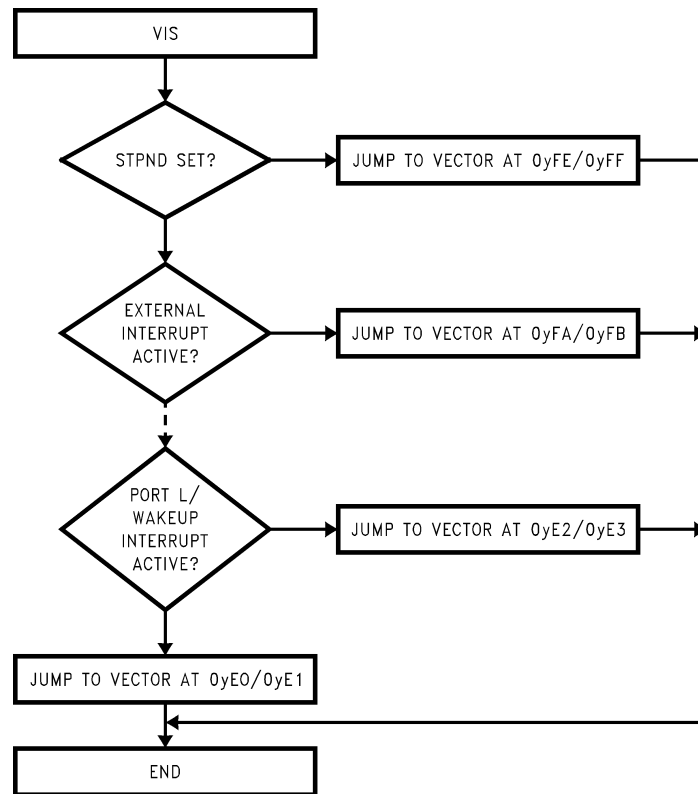 VIS
STPND SET?
JUMP TO VECTOR AT 0yFE/0yFF
EXTERNAL
INTERRUPT
ACTIVE?
JUMP TO VECTOR AT 0yFA/0yFB
PORT L/
WAKEUP
INTERRUPT
ACTIVE?
JUMP TO VECTOR AT 0yE2/0yE3
JUMP TO VECTOR AT 0yE0/0yE1
END